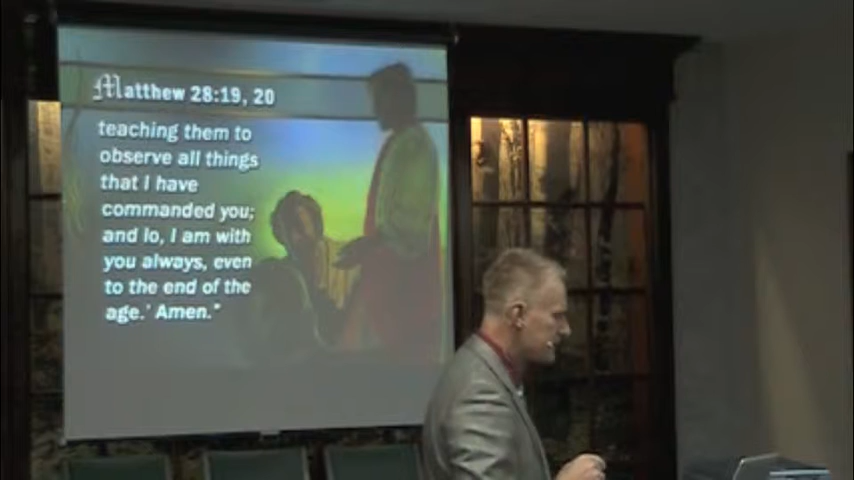 Matthew 28:19, 20
teaching them to
observe all things
that I have
commanded you;
and lo, I am with
you always, even
to the end of the
age.' Amen."